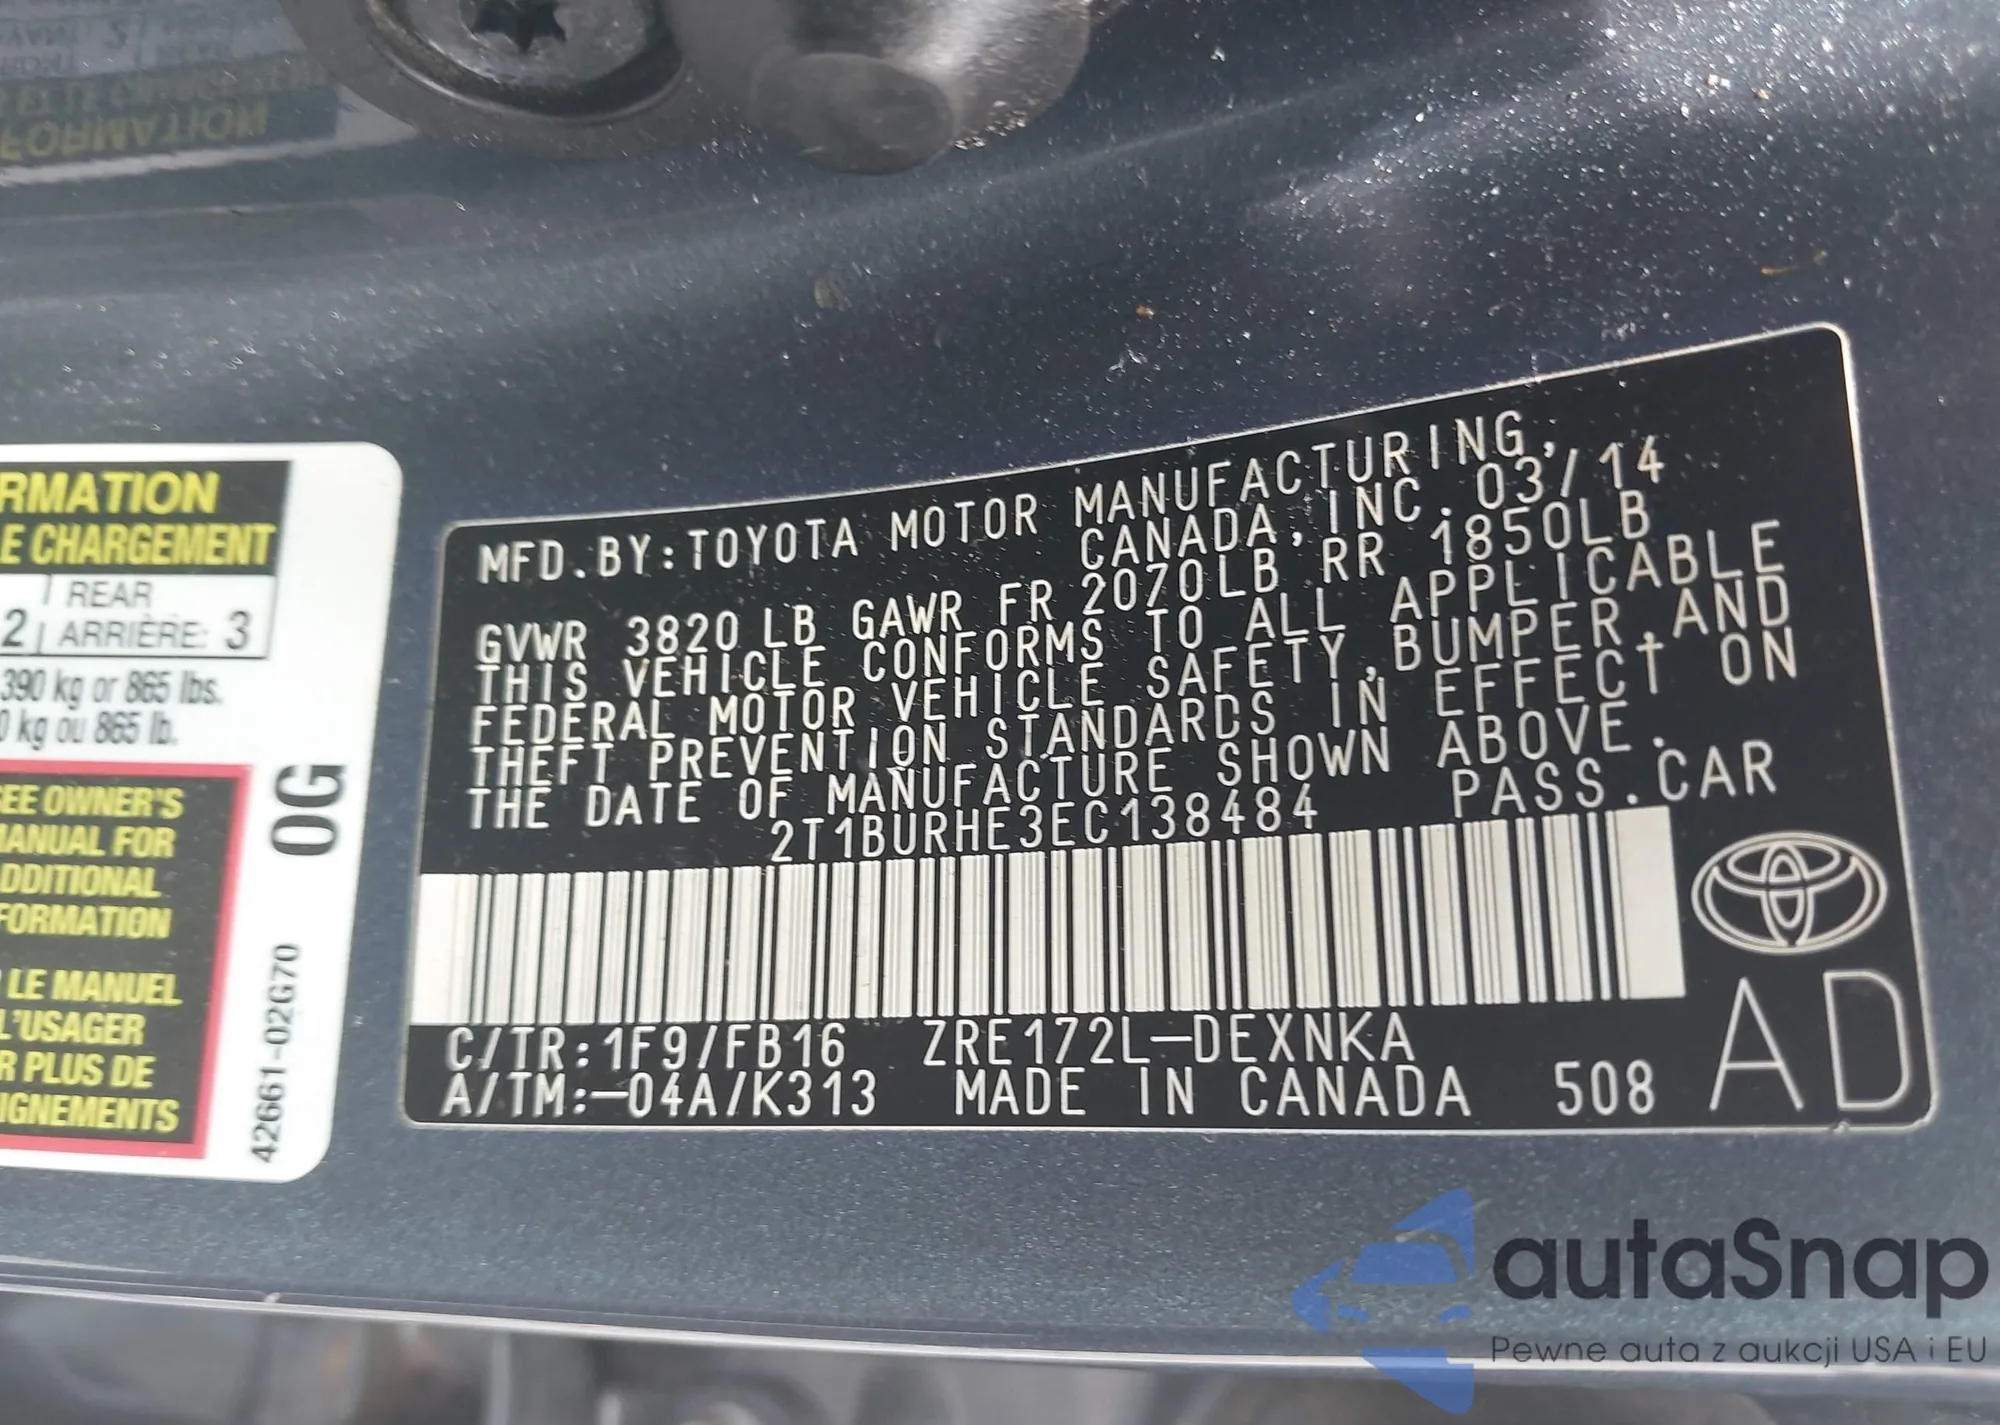 RMATION
E CHARGEMENT
2 REAR
ARRIÈRE: 3
390 kg or 865 lbs.
0 kg ou 865 lb.
SEE OWNER'S
MANUAL FOR
ADDITIONAL
FORMATION
R LE MANUEL
L'USAGER
R PLUS DE
IGNEMENTS
0G
42661-02G70
MFD.BY:TOYOTA MOTOR MANUFACTURING,
CANADA, INC. 03/14
GVWR 3820 LB GAWR FR 2070LB RR 1850LB
THIS VEHICLE CONFORMS TO ALL APPLICABLE
FEDERAL MOTOR VEHICLE SAFETY, BUMPER, AND
THEFT PREVENTION STANDARDS IN EFFECT ON
THE DATE OF MANUFACTURE SHOWN ABOVE.
2T1BURHE3EC138484 PASS.CAR
C/TR:1F9/FB16 ZRE172L-DEXNKA
A/TM:-04A/K313 MADE IN CANADA 508
AD
autaSnap
Pewne auta z aukcji USA i EU